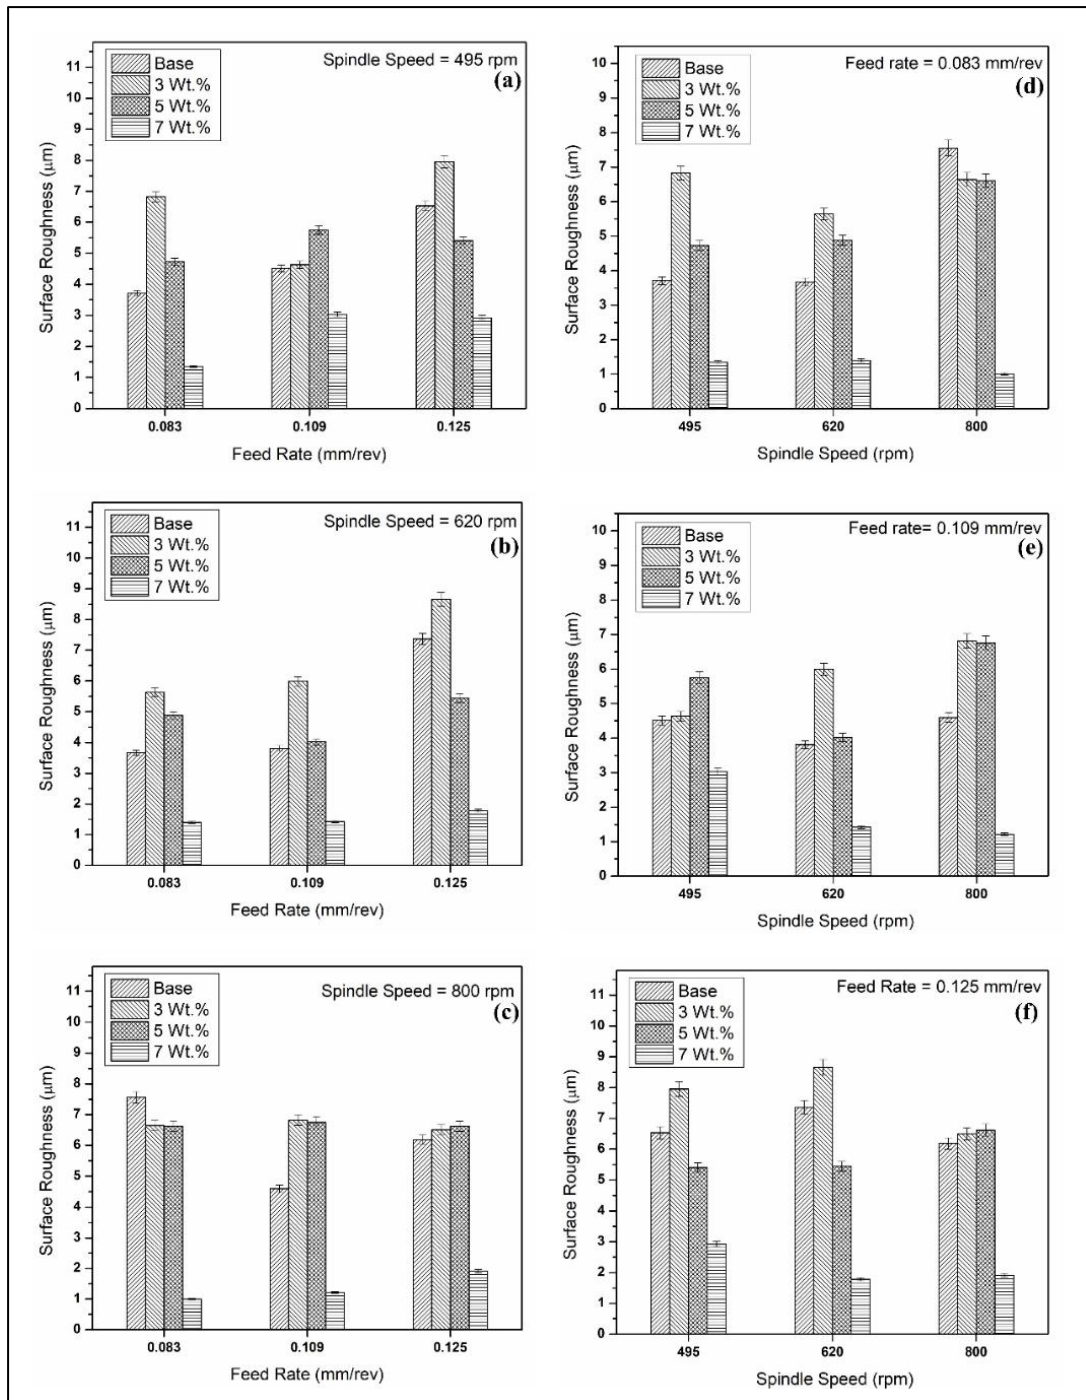 Base
3 Wt.%
5 Wt.%
7 Wt.%
Spindle Speed = 495 rpm
(a)
11
10
9
8
7
6
5
4
3
2
1
0
Surface Roughness (µm)
0.083 0.109 0.125
Feed Rate (mm/rev)
Base
3 Wt.%
5 Wt.%
7 Wt.%
Feed rate = 0.083 mm/rev
(d)
10
9
8
7
6
5
4
3
2
1
0
Surface Roughness (µm)
495 620 800
Spindle Speed (rpm)
Base
3 Wt.%
5 Wt.%
7 Wt.%
Spindle Speed = 620 rpm
(b)
11
10
9
8
7
6
5
4
3
2
1
0
Surface Roughness (µm)
0.083 0.109 0.125
Feed Rate (mm/rev)
Base
3 Wt.%
5 Wt.%
7 Wt.%
Feed rate= 0.109 mm/rev
(e)
10
9
8
7
6
5
4
3
2
1
0
Surface Roughness (µm)
495 620 800
Spindle Speed (rpm)
Base
3 Wt.%
5 Wt.%
7 Wt.%
Spindle Speed = 800 rpm
(c)
11
10
9
8
7
6
5
4
3
2
1
0
Surface Roughness (µm)
0.083 0.109 0.125
Feed Rate (mm/rev)
Base
3 Wt.%
5 Wt.%
7 Wt.%
Feed Rate = 0.125 mm/rev
(f)
11
10
9
8
7
6
5
4
3
2
1
0
Surface Roughness (µm)
495 620 800
Spindle Speed (rpm)